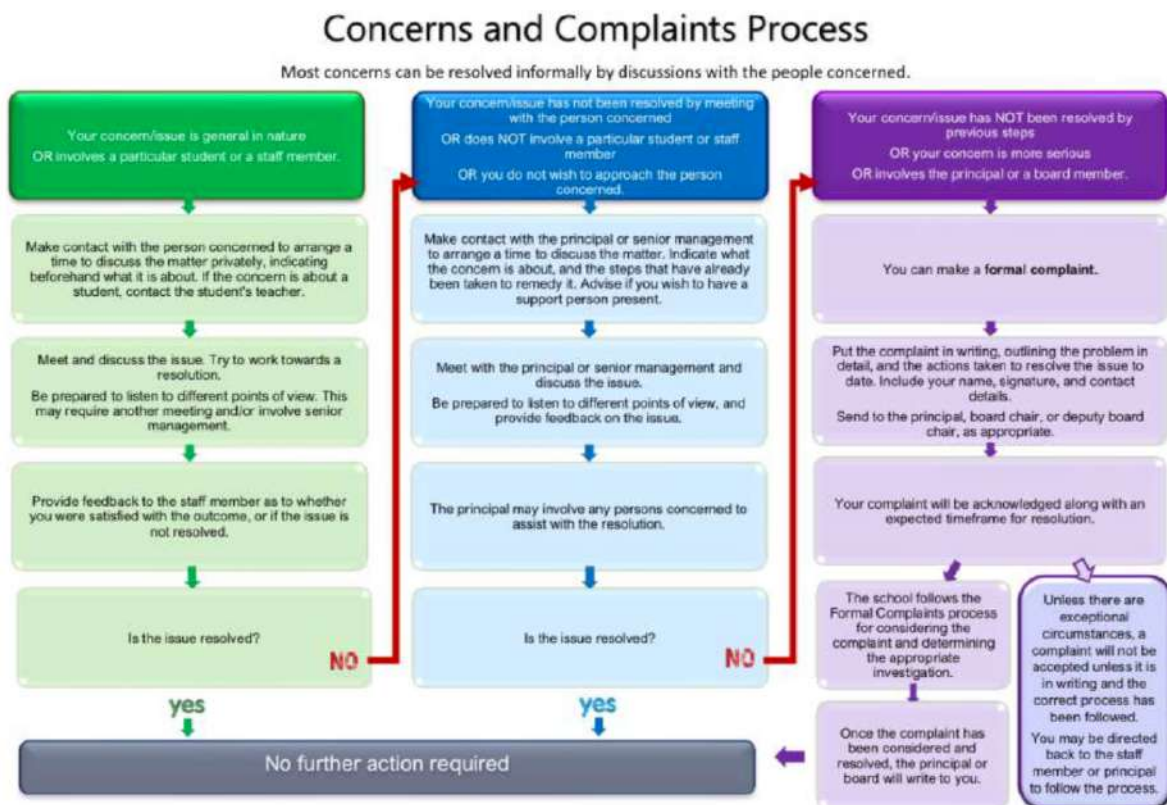 Concerns and Complaints Process
Most concerns can be resolved informally by discussions with the people concerned.
Your concern/issue is general in nature
OR involves a particular student or a staff member.
Make contact with the person concerned to arrange a
time to discuss the matter privately, indicating
beforehand what it is about. If the concern is about a
student, contact the student's teacher.
Meet and discuss the issue. Try to work towards a
resolution.
Be prepared to listen to different points of view. This
may require another meeting and/or involve senior
management.
Provide feedback to the staff member as to whether
you were satisfied with the outcome, or if the issue is
not resolved.
Is the issue resolved?
NO
yes
Your concern/issue has not been resolved by meeting
with the person concerned
OR does NOT involve a particular student or staff
member
OR you do not wish to approach the person
concerned.
Make contact with the principal or senior management
to arrange a time to discuss the matter. Indicate what
the concern is about, and the steps that have already
been taken to remedy it. Advise if you wish to have a
support person present.
Meet with the principal or senior management and
discuss the issue.
Be prepared to listen to different points of view, and
provide feedback on the issue.
The principal may involve any persons concerned to
assist with the resolution.
Is the issue resolved?
NO
yes
Your concern/issue has NOT been resolved by
previous steps
OR your concern is more serious
OR involves the principal or a board member.
You can make a formal complaint.
Put the complaint in writing, outlining the problem in
detail, and the actions taken to resolve the issue to
date. Include your name, signature, and contact
details.
Send to the principal, board chair, or deputy board
chair, as appropriate.
Your complaint will be acknowledged along with an
expected timeframe for resolution.
The school follows the
Formal Complaints process
for considering the
complaint and determining
the appropriate
investigation.
Once the complaint has
been considered and
resolved, the principal or
board will write to you.
Unless there are
exceptional
circumstances, a
complaint will not be
accepted unless it is
in writing and the
correct process has
been followed.
You may be directed
back to the staff
member or principal
to follow the process.
No further action required